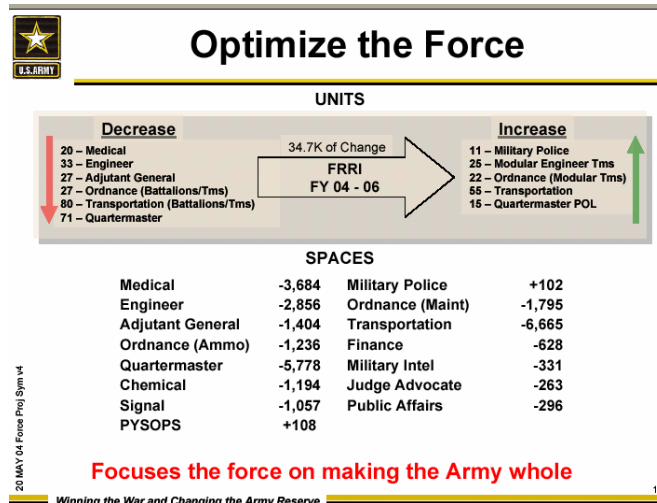 U.S.ARMY
Optimize the Force
UNITS
Decrease
20 – Medical
33 – Engineer
27 – Adjutant General
27 – Ordnance (Battalions/Tms)
80 – Transportation (Battalions/Tms)
71 – Quartermaster
34.7K of Change
FRRI
FY 04 - 06
Increase
11 – Military Police
25 – Modular Engineer Tms
22 – Ordnance (Modular Tms)
55 – Transportation
15 – Quartermaster POL
SPACES
Medical -3,684 Military Police +102
Engineer -2,856 Ordnance (Maint) -1,795
Adjutant General -1,404 Transportation -6,665
Ordnance (Ammo) -1,236 Finance -628
Quartermaster -5,778 Military Intel -331
Chemical -1,194 Judge Advocate -263
Signal -1,057 Public Affairs -296
PYSOPS +108
Focuses the force on making the Army whole
20 MAY 04 Force Proj Sym v4
Winning the War and Changing the Army Reserve
1